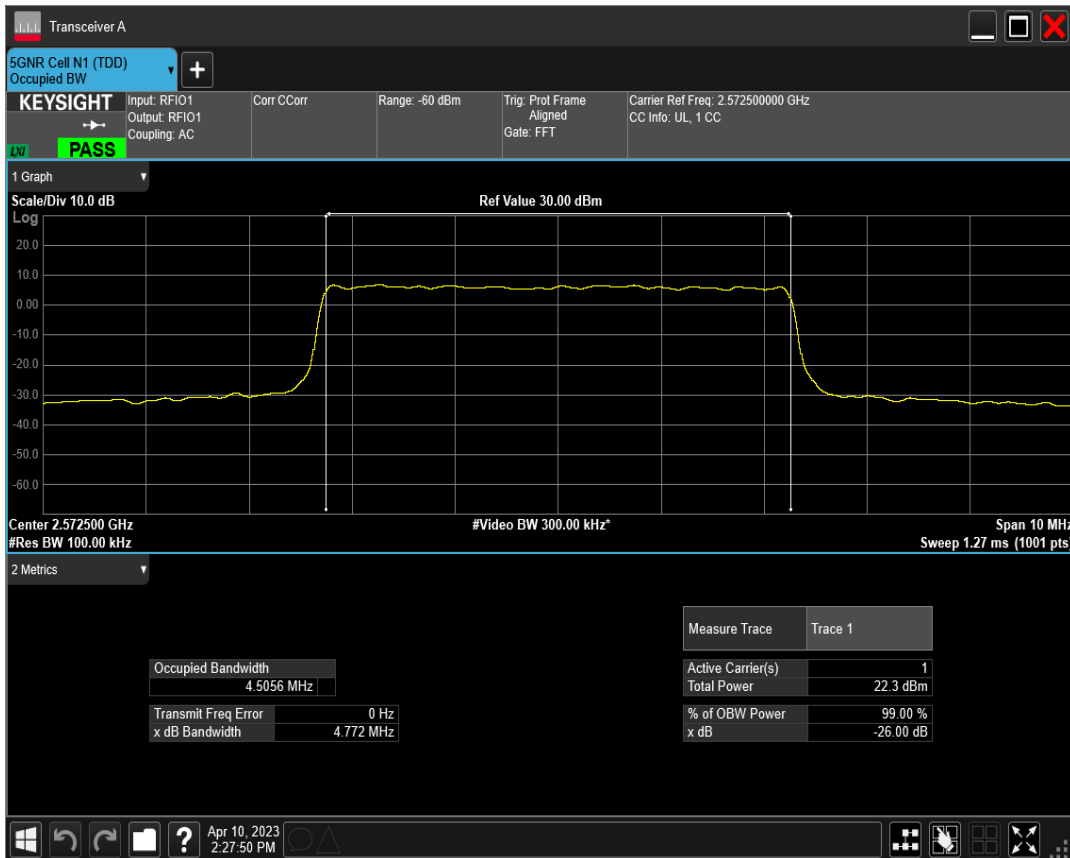 Transceiver A
5GNR Cell N1 (TDD)
Occupied BW
+
KEYSIGHT
LXI
PASS
Input: RFIO1
Output: RFIO1
Coupling: AC
Corr CCorr
Range: -60 dBm
Trig: Prot Frame
Aligned
Gate: FFT
Carrier Ref Freq: 2.572500000 GHz
CC Info: UL, 1 CC
1 Graph
Scale/Div 10.0 dB
Ref Value 30.00 dBm
Log
20.0
10.0
0.00
-10.0
-20.0
-30.0
-40.0
-50.0
-60.0
Center 2.572500 GHz
#Video BW 300.00 kHz*
Span 10 MHz
#Res BW 100.00 kHz
Sweep 1.27 ms (1001 pts)
2 Metrics
Measure Trace Trace 1
Occupied Bandwidth
4.5056 MHz
Active Carrier(s) 1
Total Power 22.3 dBm
Transmit Freq Error 0 Hz
x dB Bandwidth 4.772 MHz
% of OBW Power 99.00 %
x dB -26.00 dB
?
Apr 10, 2023
2:27:50 PM